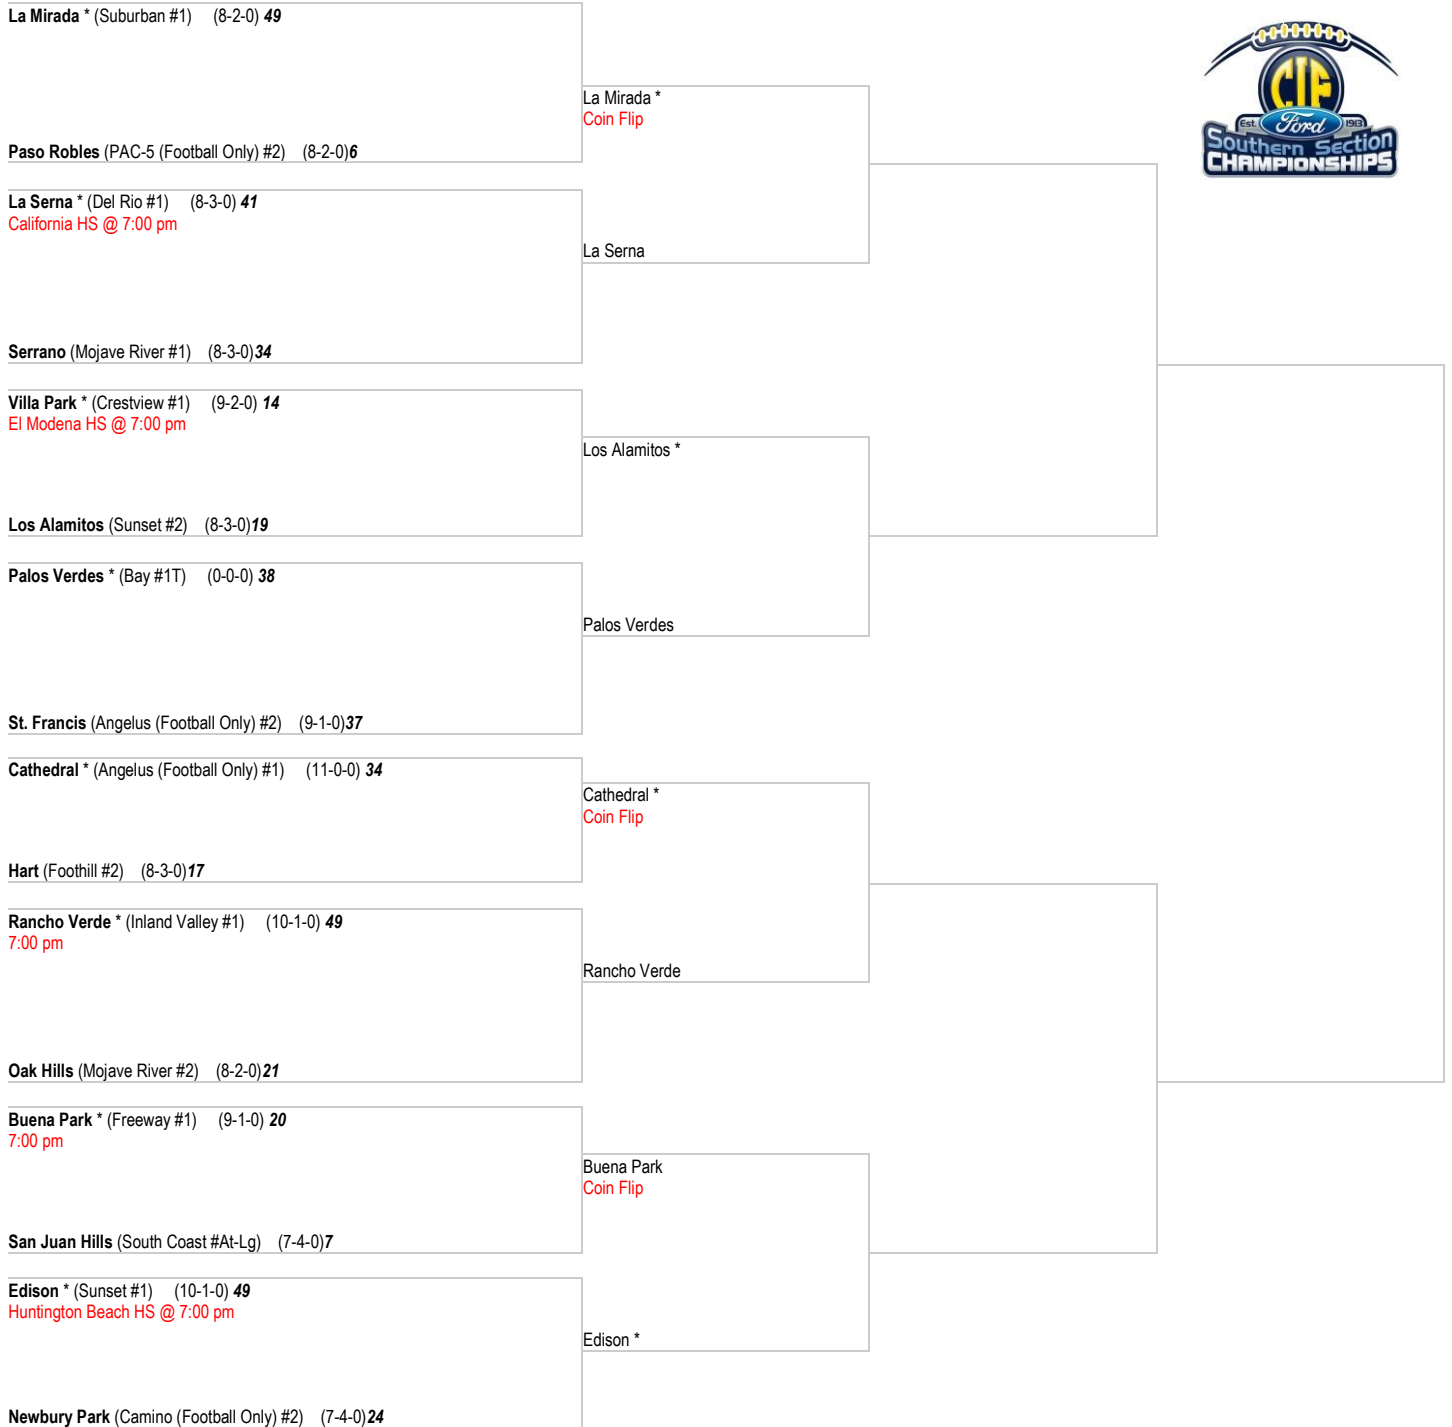 La Mirada * (Suburban #1) (8-2-0) 49
Paso Robles (PAC-5 (Football Only) #2) (8-2-0)6
La Serna * (Del Rio #1) (8-3-0) 41
California HS @ 7:00 pm
Serrano (Mojave River #1) (8-3-0)34
Villa Park * (Crestview #1) (9-2-0) 14
El Modena HS @ 7:00 pm
Los Alamitos (Sunset #2) (8-3-0)19
Palos Verdes * (Bay #1T) (0-0-0) 38
St. Francis (Angelus (Football Only) #2) (9-1-0)37
Cathedral * (Angelus (Football Only) #1) (11-0-0) 34
Hart (Foothill #2) (8-3-0)17
Rancho Verde * (Inland Valley #1) (10-1-0) 49
7:00 pm
Oak Hills (Mojave River #2) (8-2-0)21
Buena Park * (Freeway #1) (9-1-0) 20
7:00 pm
San Juan Hills (South Coast #At-Lg) (7-4-0)7
Edison * (Sunset #1) (10-1-0) 49
Huntington Beach HS @ 7:00 pm
Newbury Park (Camino (Football Only) #2) (7-4-0)24
La Mirada *
Coin Flip
La Serna
Los Alamitos *
Palos Verdes
Cathedral *
Coin Flip
Rancho Verde
Buena Park
Coin Flip
Edison *
CIF
Est. Ford 1913
Southern Section
CHAMPIONSHIPS